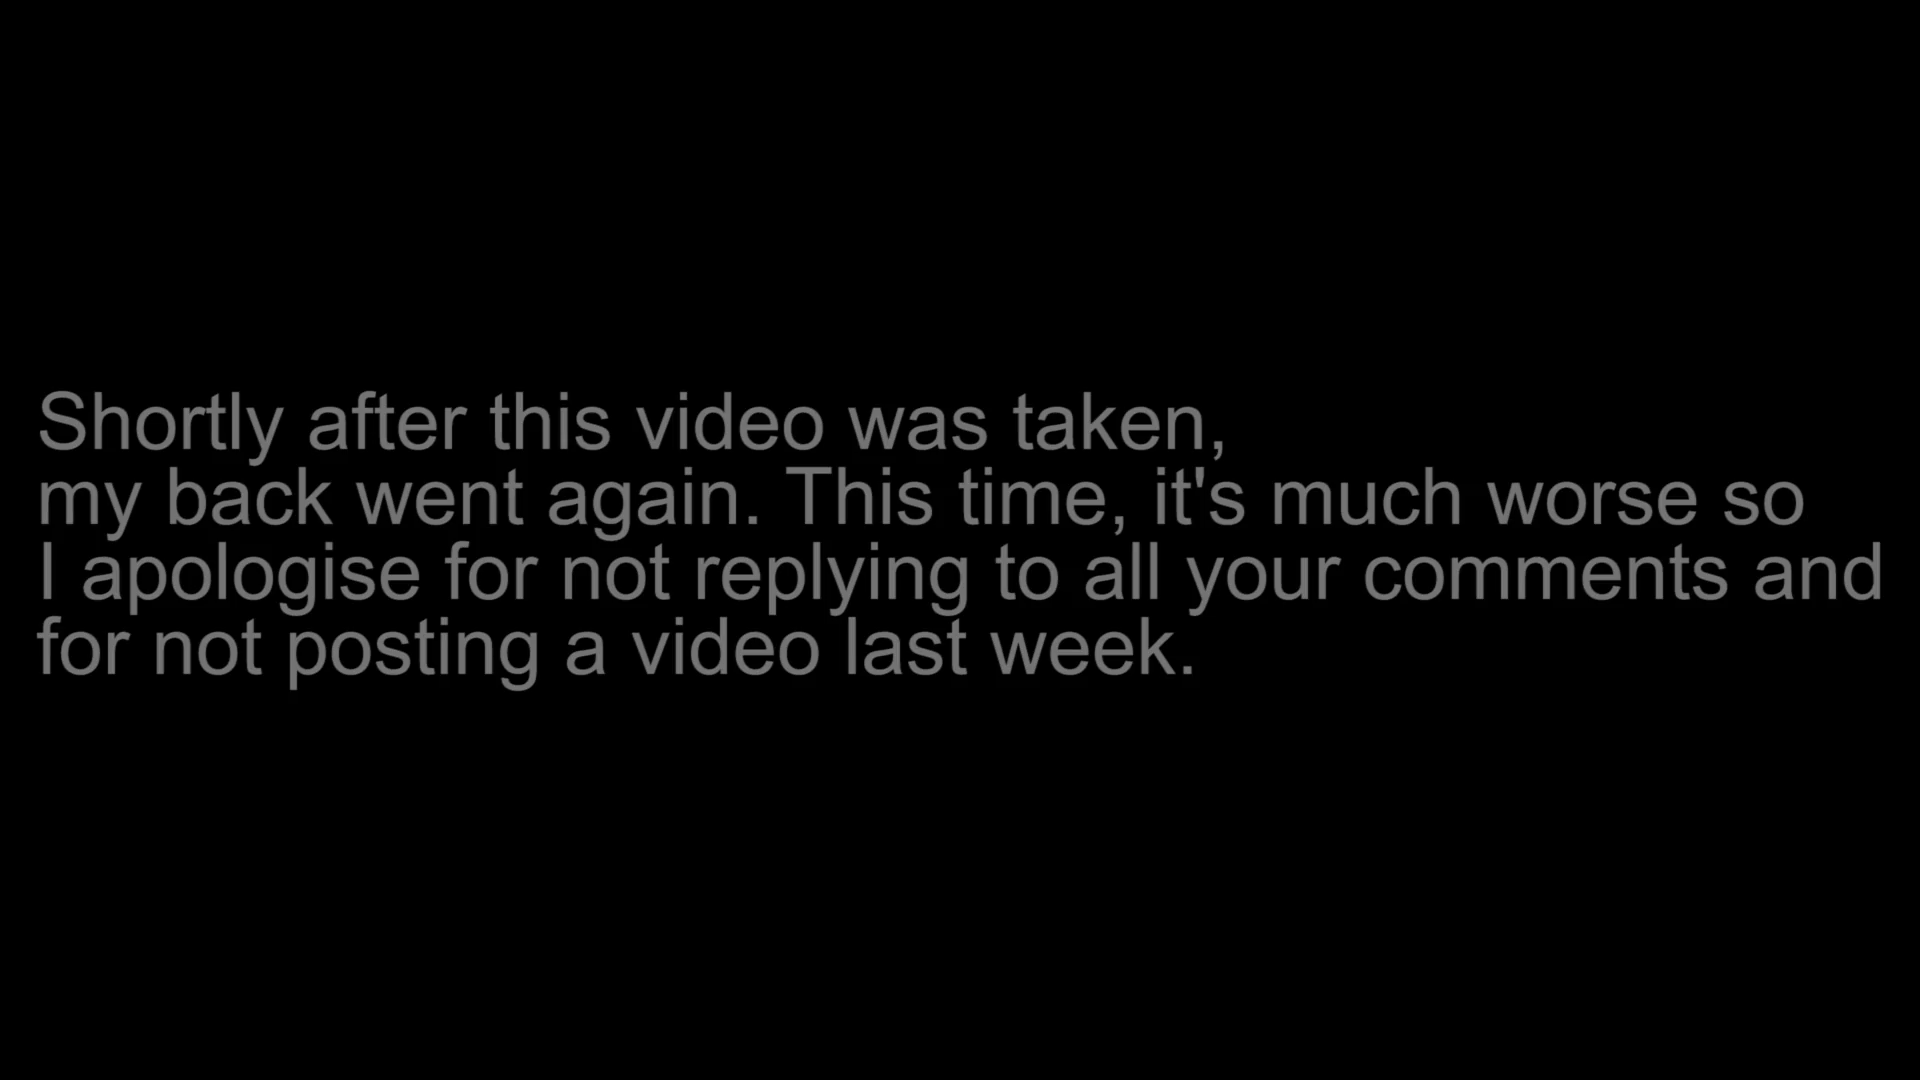 Shortly after this video was taken,
my back went again. This time, it's much worse so
I apologise for not replying to all your comments and
for not posting a video last week.